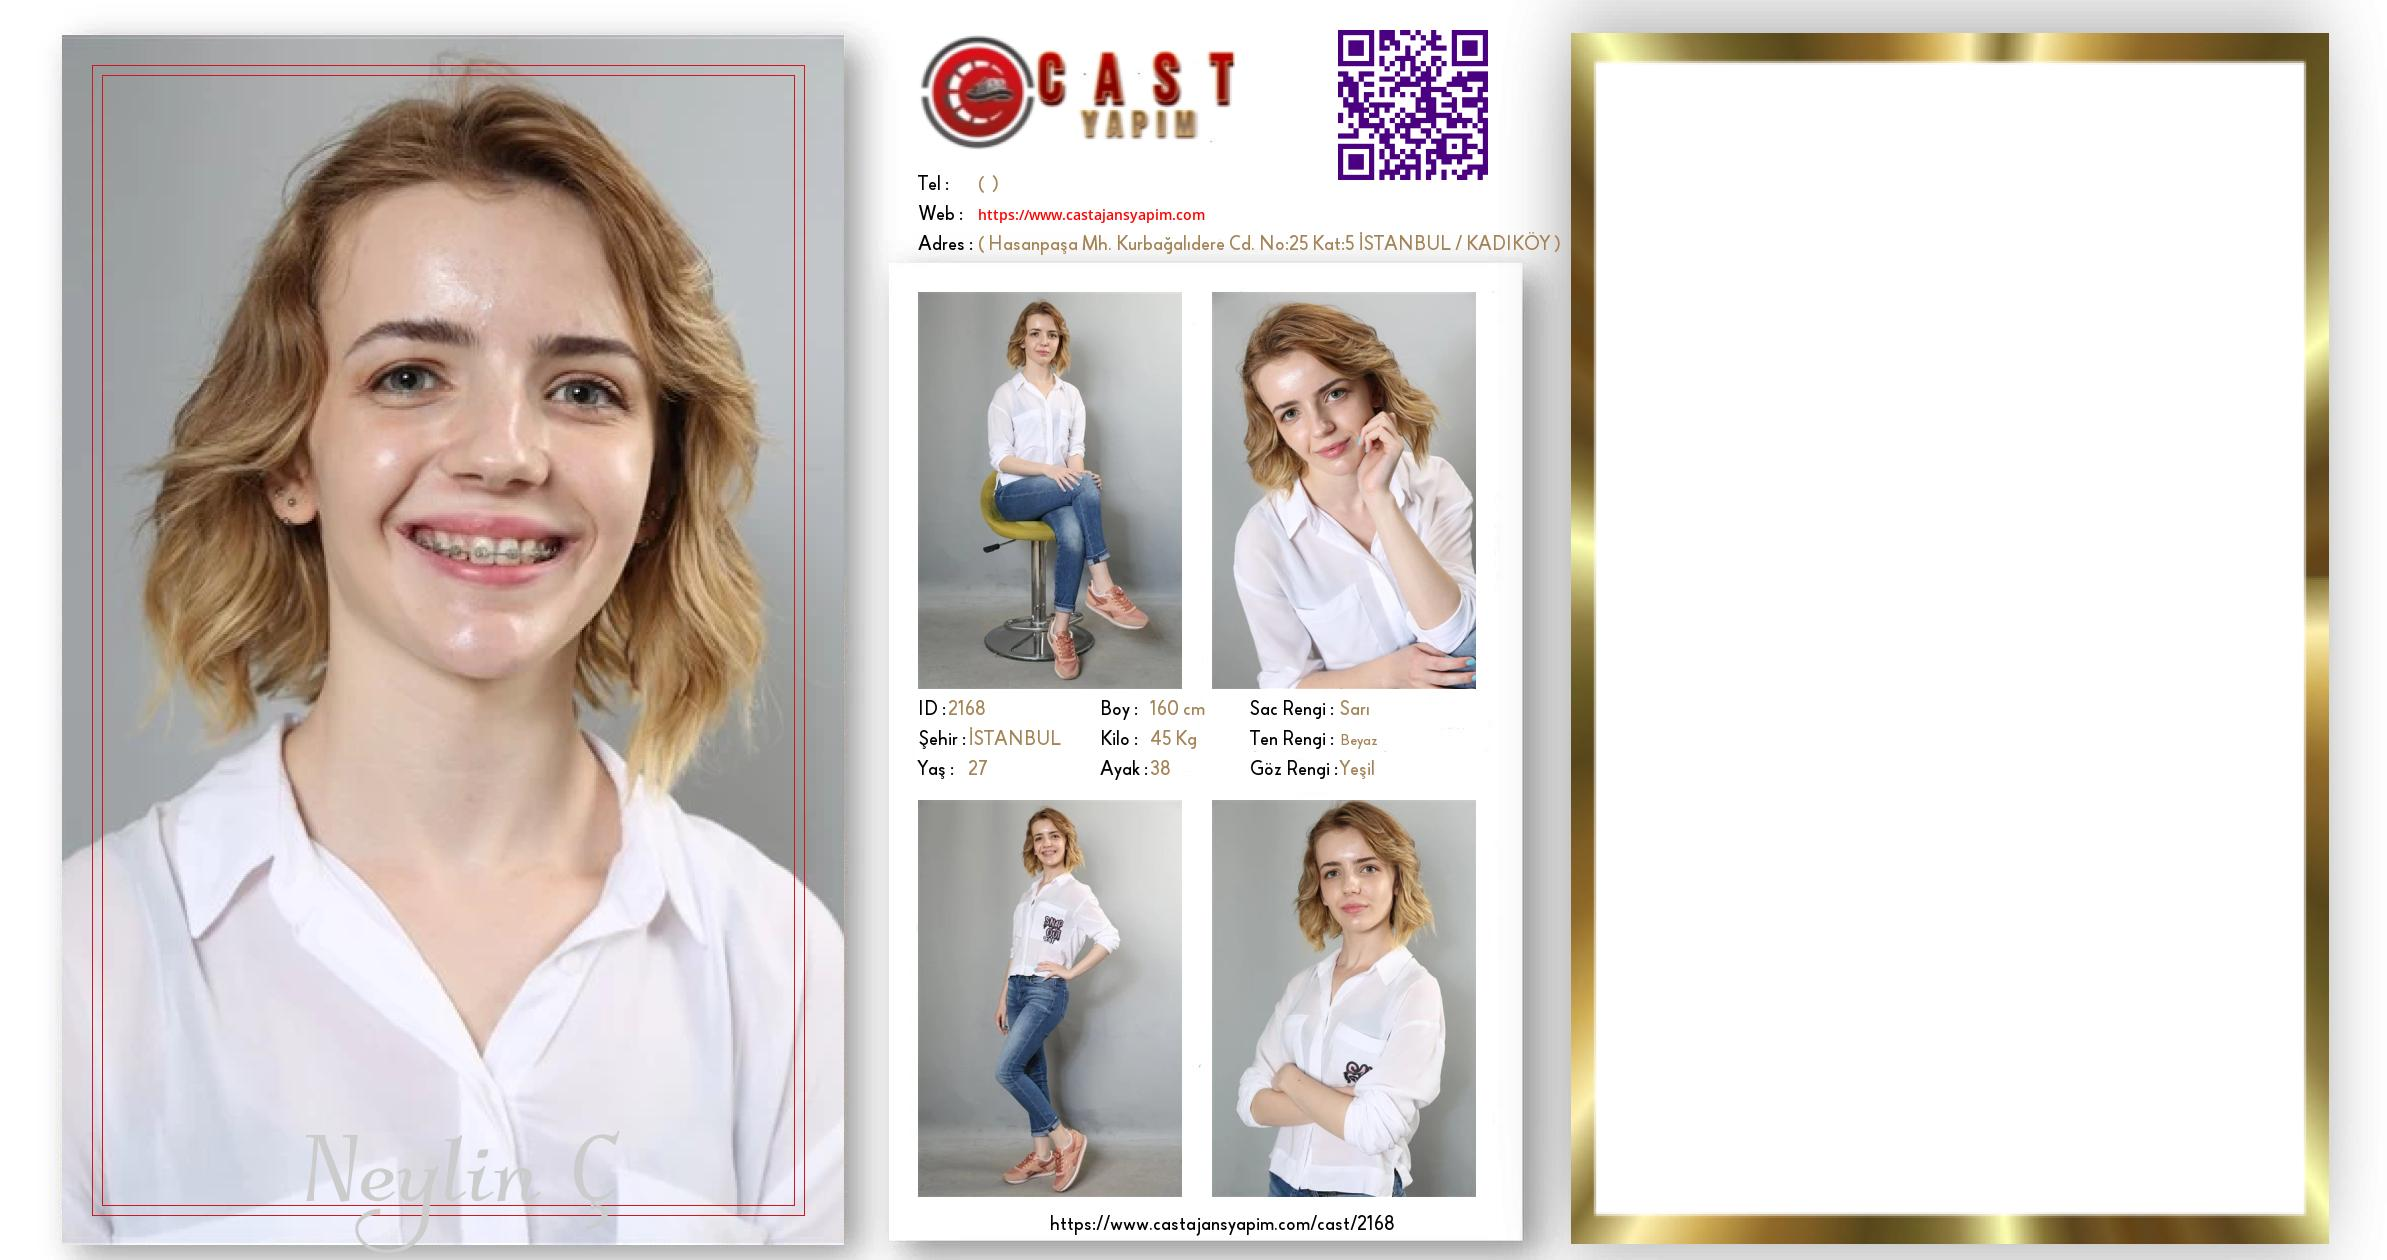 Neylin Ç
CAST
YAPIM
Tel : ( )
Web : https://www.castajansyapim.com
Adres : ( Hasanpaşa Mh. Kurbağalıdere Cd. No:25 Kat:5 İSTANBUL / KADIKÖY )
ID : 2168 Boy : 160 cm Sac Rengi : Sarı
Şehir : İSTANBUL Kilo : 45 Kg Ten Rengi : Beyaz
Yaş : 27 Ayak : 38 Göz Rengi : Yeşil
https://www.castajansyapim.com/cast/2168